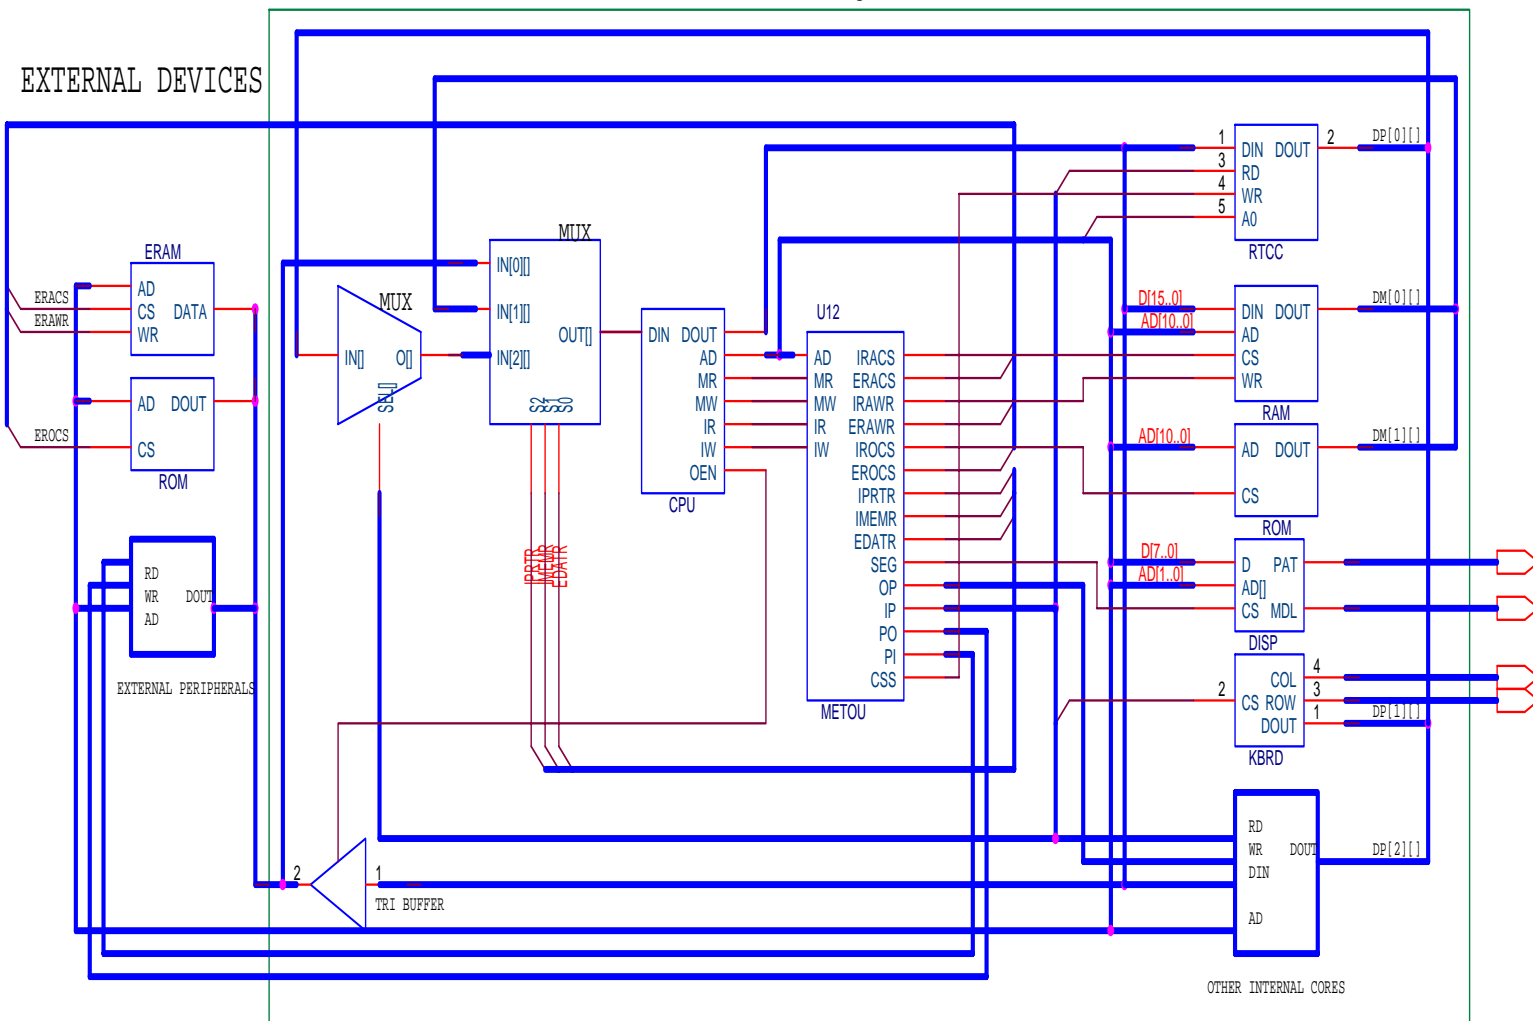 EXTERNAL DEVICES
ERAM
AD
CS
WR
DATA
ERACS
ERAWR
AD
DOUT
CS
EROCS
ROM
RD
WR
AD
DOUT
EXTERNAL PERIPHERALS
MUX
IN[]
O[]
SEL[]
MUX
IN[0][]
IN[1][]
IN[2][]
OUT[]
S2
S1
S0
IPRTR
IMEMR
EDATR
DIN DOUT
AD
MR
MW
IR
IW
OEN
CPU
U12
AD IRACS
MR ERACS
MW IRAWR
IR ERAWR
IW IROCS
EROCS
IPRTR
IMEMR
EDATR
SEG
OP
IP
PO
PI
CSS
METOU
1 DIN DOUT 2 DP[0][]
3 RD
4 WR
5 A0
RTCC
D[15..0] DIN DOUT DM[0][]
AD[10..0] AD
CS
WR
RAM
AD[10..0] AD DOUT DM[1][]
CS
ROM
D[7..0] D PAT
AD[1..0] AD[]
CS MDL
DISP
COL 4
2 CS ROW 3
DOUT 1 DP[1][]
KBRD
RD
WR DOUT DP[2][]
DIN
AD
OTHER INTERNAL CORES
2
1
TRI BUFFER